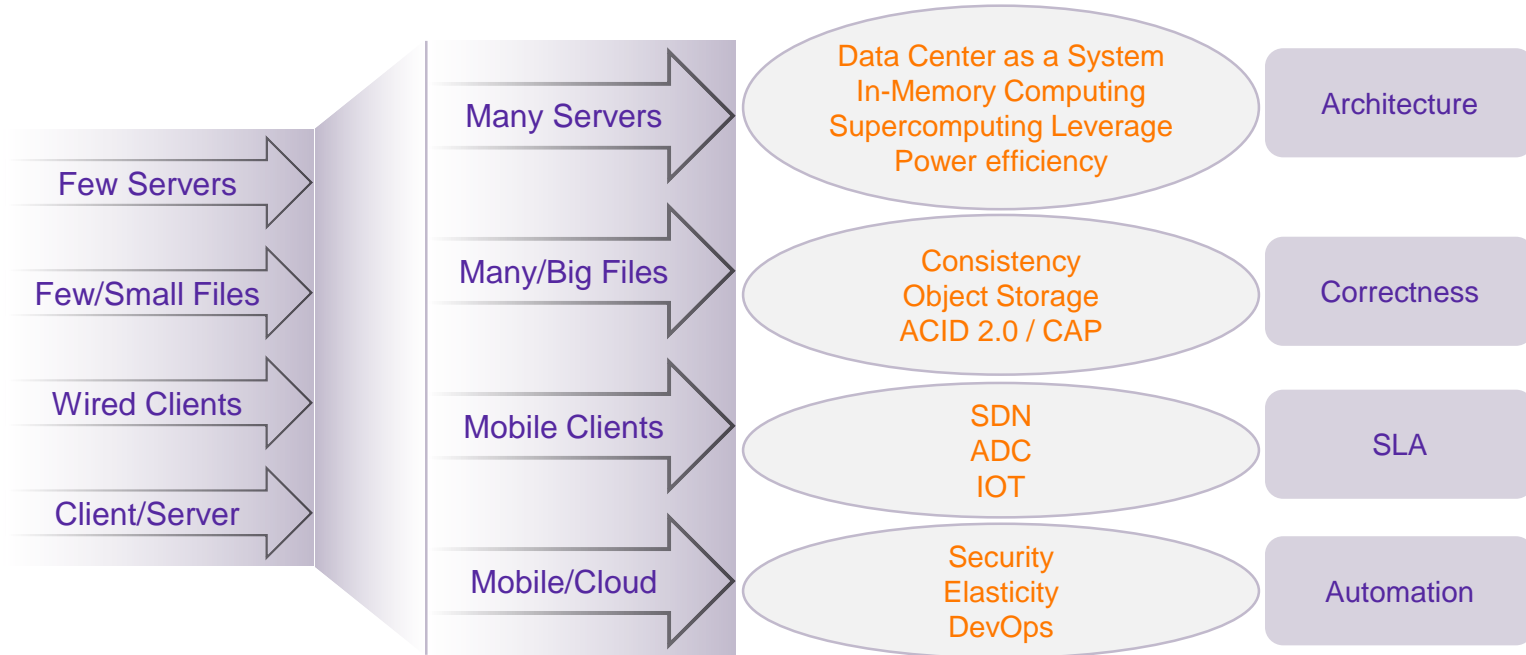 Few Servers
Few/Small Files
Wired Clients
Client/Server
Many Servers
Many/Big Files
Mobile Clients
Mobile/Cloud
Data Center as a System
In-Memory Computing
Supercomputing Leverage
Power efficiency
Consistency
Object Storage
ACID 2.0 / CAP
SDN
ADC
IOT
Security
Elasticity
DevOps
Architecture
Correctness
SLA
Automation